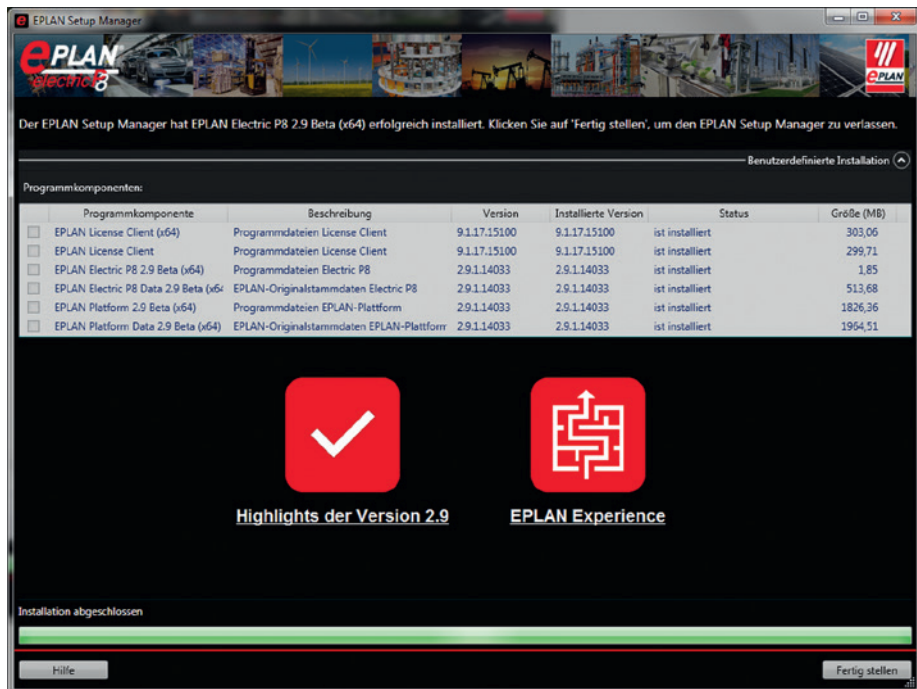 EPLAN Setup Manager
ePLAN
electric P8
ePLAN
Der EPLAN Setup Manager hat EPLAN Electric P8 2.9 Beta (x64) erfolgreich installiert. Klicken Sie auf 'Fertig stellen', um den EPLAN Setup Manager zu verlassen.
Benutzerdefinierte Installation
Programmkomponenten:
Programmkomponente Beschreibung Version Installierte Version Status Größe (MB)
EPLAN License Client (x64) Programmdateien License Client 9.1.17.15100 9.1.17.15100 ist installiert 303,06
EPLAN License Client Programmdateien License Client 9.1.17.15100 9.1.17.15100 ist installiert 299,71
EPLAN Electric P8 2.9 Beta (x64) Programmdateien Electric P8 2.9.1.14033 2.9.1.14033 ist installiert 1,85
EPLAN Electric P8 Data 2.9 Beta (x64 EPLAN-Originalstammdaten Electric P8 2.9.1.14033 2.9.1.14033 ist installiert 513,68
EPLAN Platform 2.9 Beta (x64) Programmdateien EPLAN-Plattform 2.9.1.14033 2.9.1.14033 ist installiert 1826,36
EPLAN Platform Data 2.9 Beta (x64) EPLAN-Originalstammdaten EPLAN-Plattform 2.9.1.14033 2.9.1.14033 ist installiert 1964,51
Highlights der Version 2.9
EPLAN Experience
Installation abgeschlossen
Hilfe
Fertig stellen